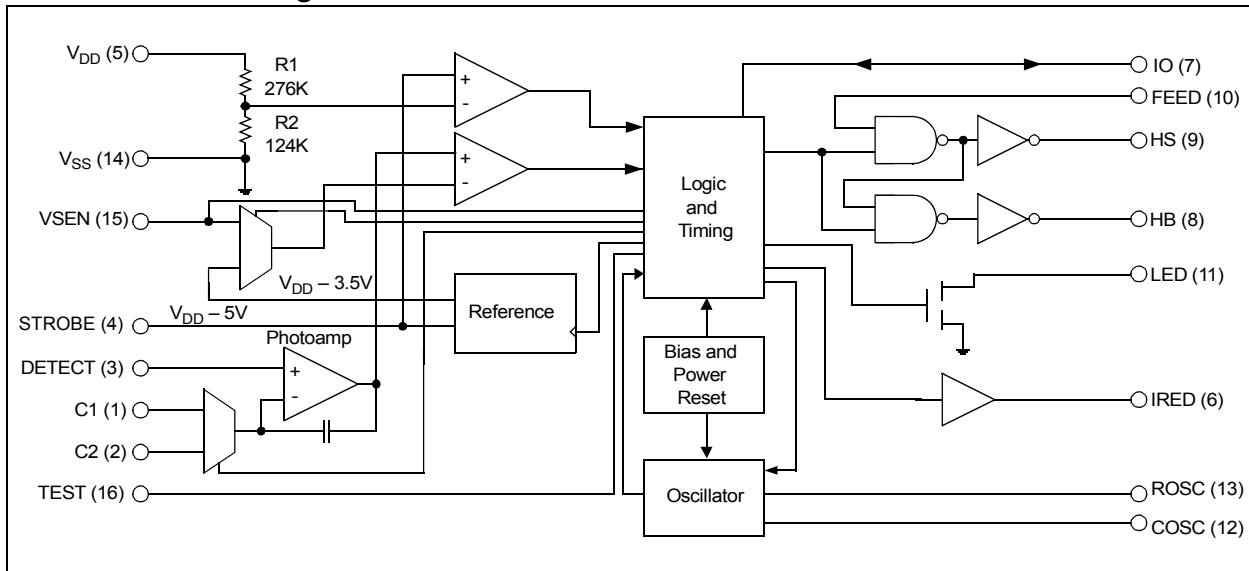 g
V_DD (5)
R1
276K
R2
124K
V_SS (14)
VSEN (15)
V_DD – 3.5V
V_DD – 5V
STROBE (4)
DETECT (3)
C1 (1)
C2 (2)
TEST (16)
+
-
+
-
Photoamp
+
-
Reference
Logic
and
Timing
Bias and
Power
Reset
Oscillator
IO (7)
FEED (10)
HS (9)
HB (8)
LED (11)
IRED (6)
ROSC (13)
COSC (12)